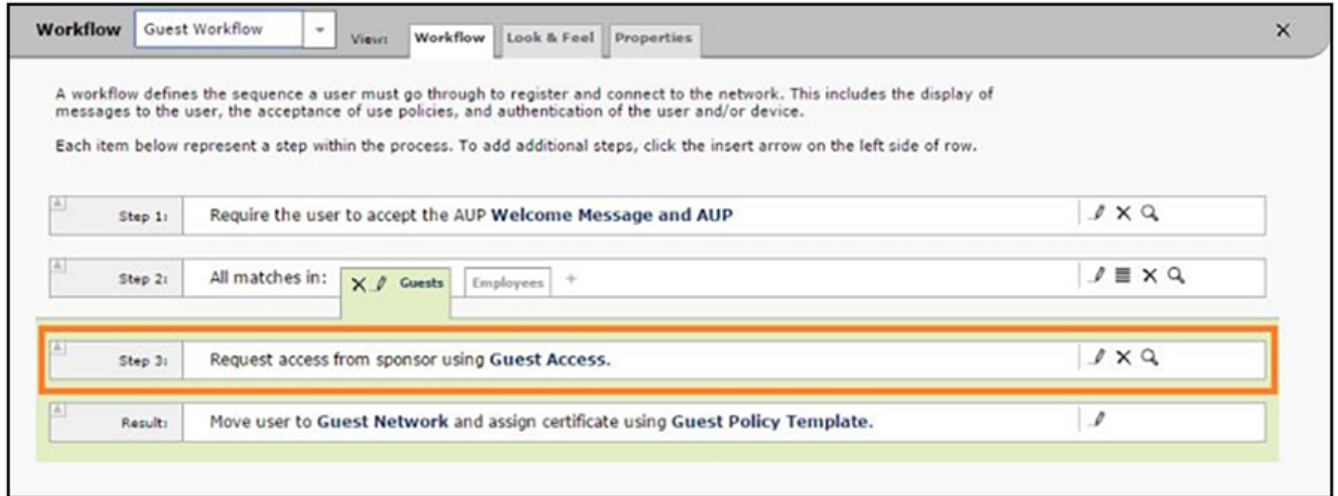 Workflow Guest Workflow View: Workflow Look & Feel Properties
A workflow defines the sequence a user must go through to register and connect to the network. This includes the display of
messages to the user, the acceptance of use policies, and authentication of the user and/or device.
Each item below represent a step within the process. To add additional steps, click the insert arrow on the left side of row.
Step 1: Require the user to accept the AUP Welcome Message and AUP
Step 2: All matches in: Guests Employees +
Step 3: Request access from sponsor using Guest Access.
Result: Move user to Guest Network and assign certificate using Guest Policy Template.